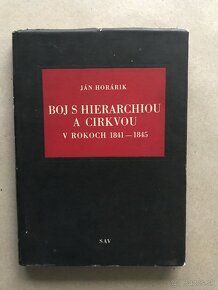 JÁN HORÁRIK
BOJ S HIERARCHIOU
A CIRKVOU
V ROKOCH 1841—1845
SAV